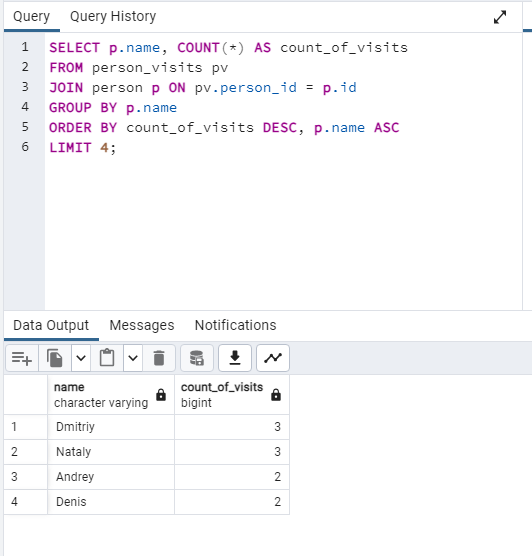 Query Query History
1 SELECT p.name, COUNT(*) AS count_of_visits
2 FROM person_visits pv
3 JOIN person p ON pv.person_id = p.id
4 GROUP BY p.name
5 ORDER BY count_of_visits DESC, p.name ASC
6 LIMIT 4;
Data Output Messages Notifications
name count_of_visits
character varying bigint
1 Dmitriy 3
2 Nataly 3
3 Andrey 2
4 Denis 2